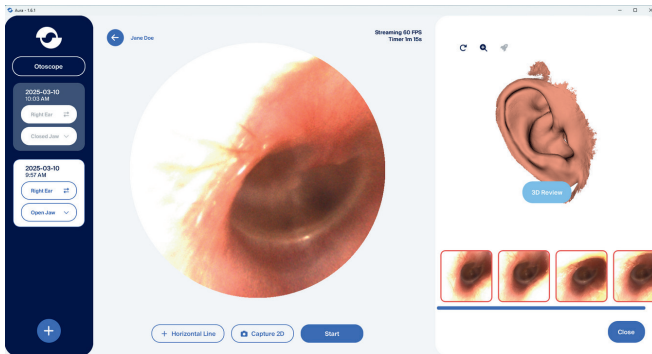 Aura - 1.6.1
Otoscope
2025-03-10
10:03 AM
Right Ear
Closed Jaw
2025-03-10
9:57 AM
Right Ear
Open Jaw
Jane Doe
Streaming 60 FPS
Timer 1m 15s
+ Horizontal Line
Capture 2D
Start
3D Review
Close